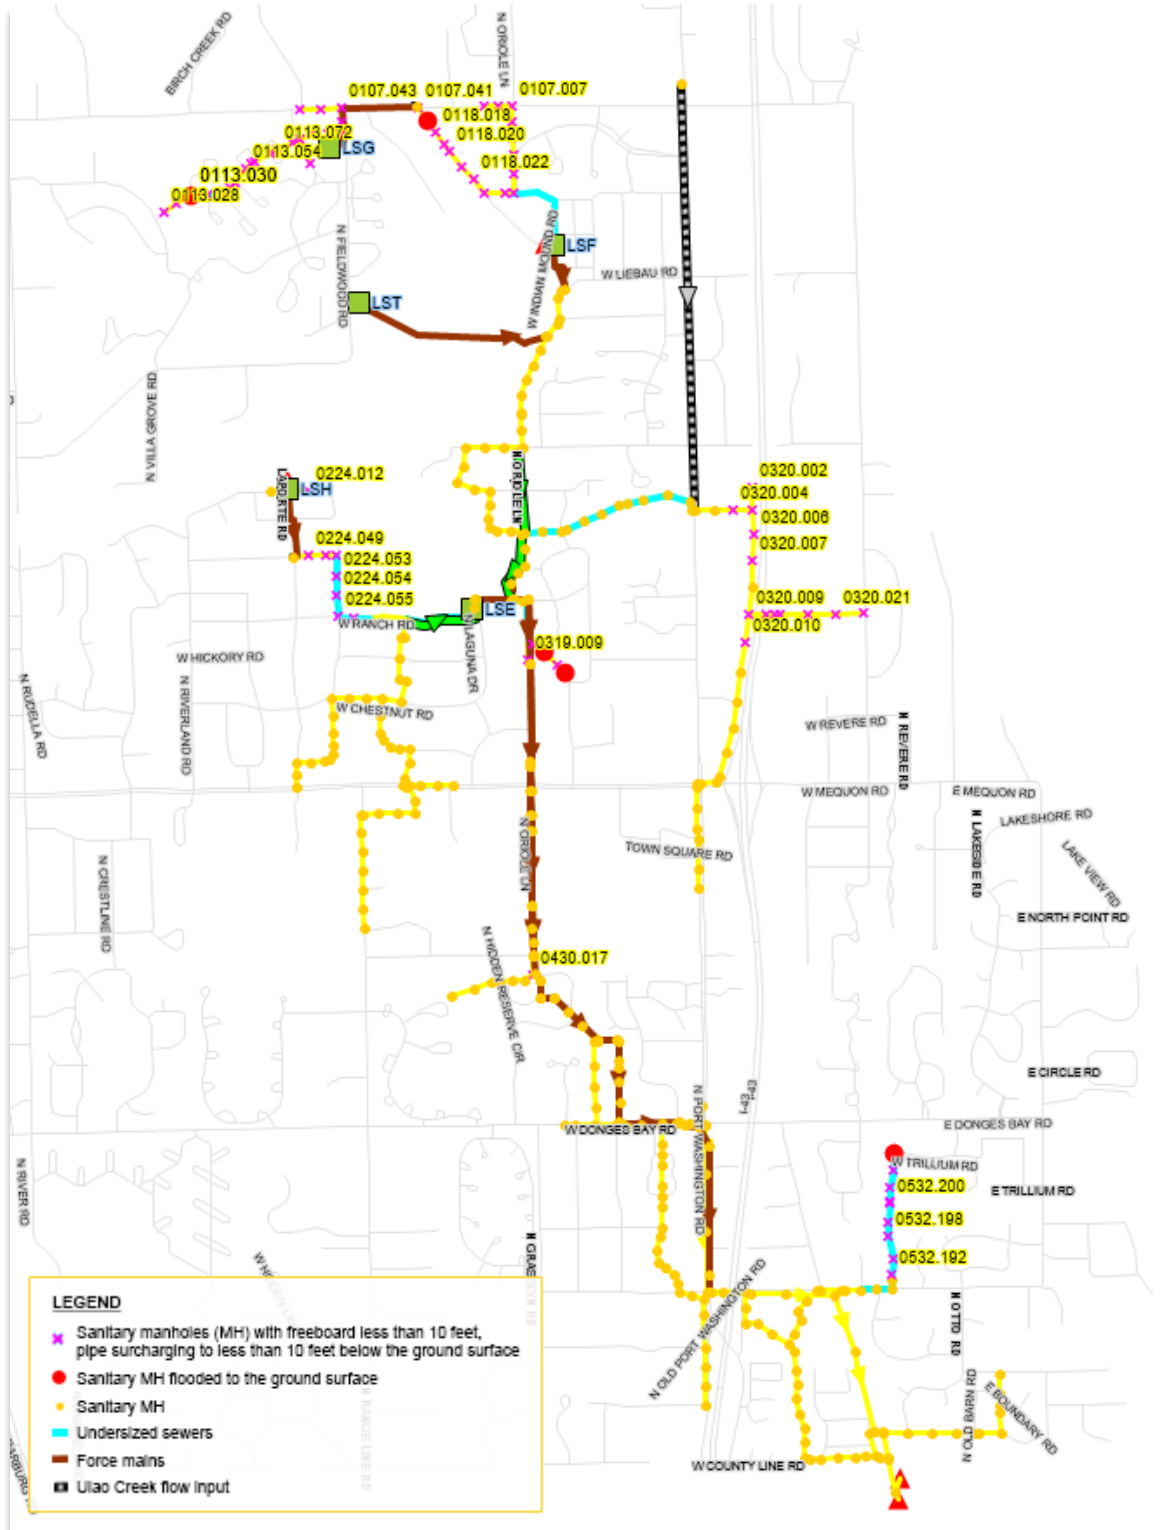 BIRCH CREEK RD
N ORIOLE LN
0107.043
0107.041
0107.007
0118.018
0118.020
0113.072
LSG
0113.054
0118.022
0113.030
0113.028
N FIELDWOOD RD
W INDIAN MOUND RD
LSF
W LIEBAU RD
LST
N VILLA GROVE RD
N ORIOLE LN
LAPORTE RD
0224.012
LSH
0320.002
0320.004
0320.006
0320.007
0224.049
0224.053
0224.054
0224.055
0320.009
0320.021
0320.010
LSE
W RANCH RD
N LAGUNA DR
0319.009
W HICKORY RD
N RUDELLA RD
N RIVERLAND RD
W CHESTNUT RD
W REVERE RD
N REVERE RD
W MEQUON RD
E MEQUON RD
LAKESHORE RD
N LAKESIDE RD
LAKE VIEW RD
TOWN SQUARE RD
N ORIOLE LN
N CRESTLINE RD
E NORTH POINT RD
N HIDDEN RESERVE CIR
0430.017
E CIRCLE RD
I-43
N PORT WASHINGTON RD
W DONGES BAY RD
E DONGES BAY RD
W TRILLIUM RD
0532.200
E TRILLIUM RD
0532.198
0532.192
N RIVER RD
N OLD PORT WASHINGTON RD
N OTTO RD
N OLD BARN RD
E BOUNDARY RD
W COUNTY LINE RD
N RANGE LINE RD
LEGEND
Sanitary manholes (MH) with freeboard less than 10 feet,
pipe surcharging to less than 10 feet below the ground surface
Sanitary MH flooded to the ground surface
Sanitary MH
Undersized sewers
Force mains
Ulao Creek flow input